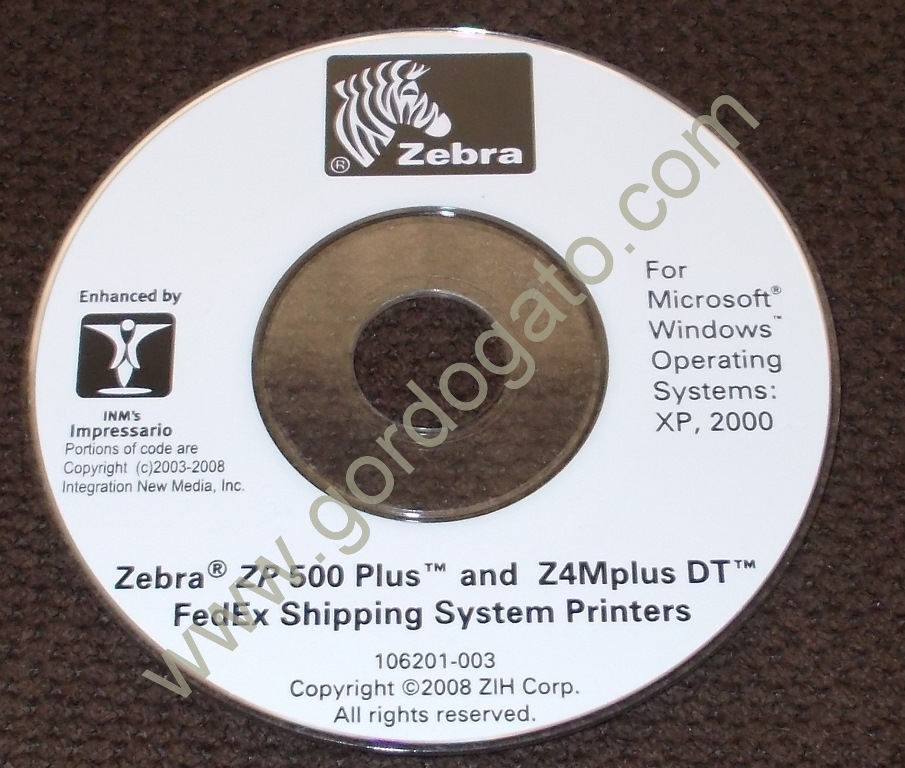 ® Zebra
Enhanced by
INM's
Impressario
Portions of code are
Copyright (c)2003-2008
Integration New Media, Inc.
For
Microsoft®
Windows™
Operating
Systems:
XP, 2000
Zebra® ZP 500 Plus™ and Z4Mplus DT™
FedEx Shipping System Printers
106201-003
Copyright ©2008 ZIH Corp.
All rights reserved.
www.gordogato.com